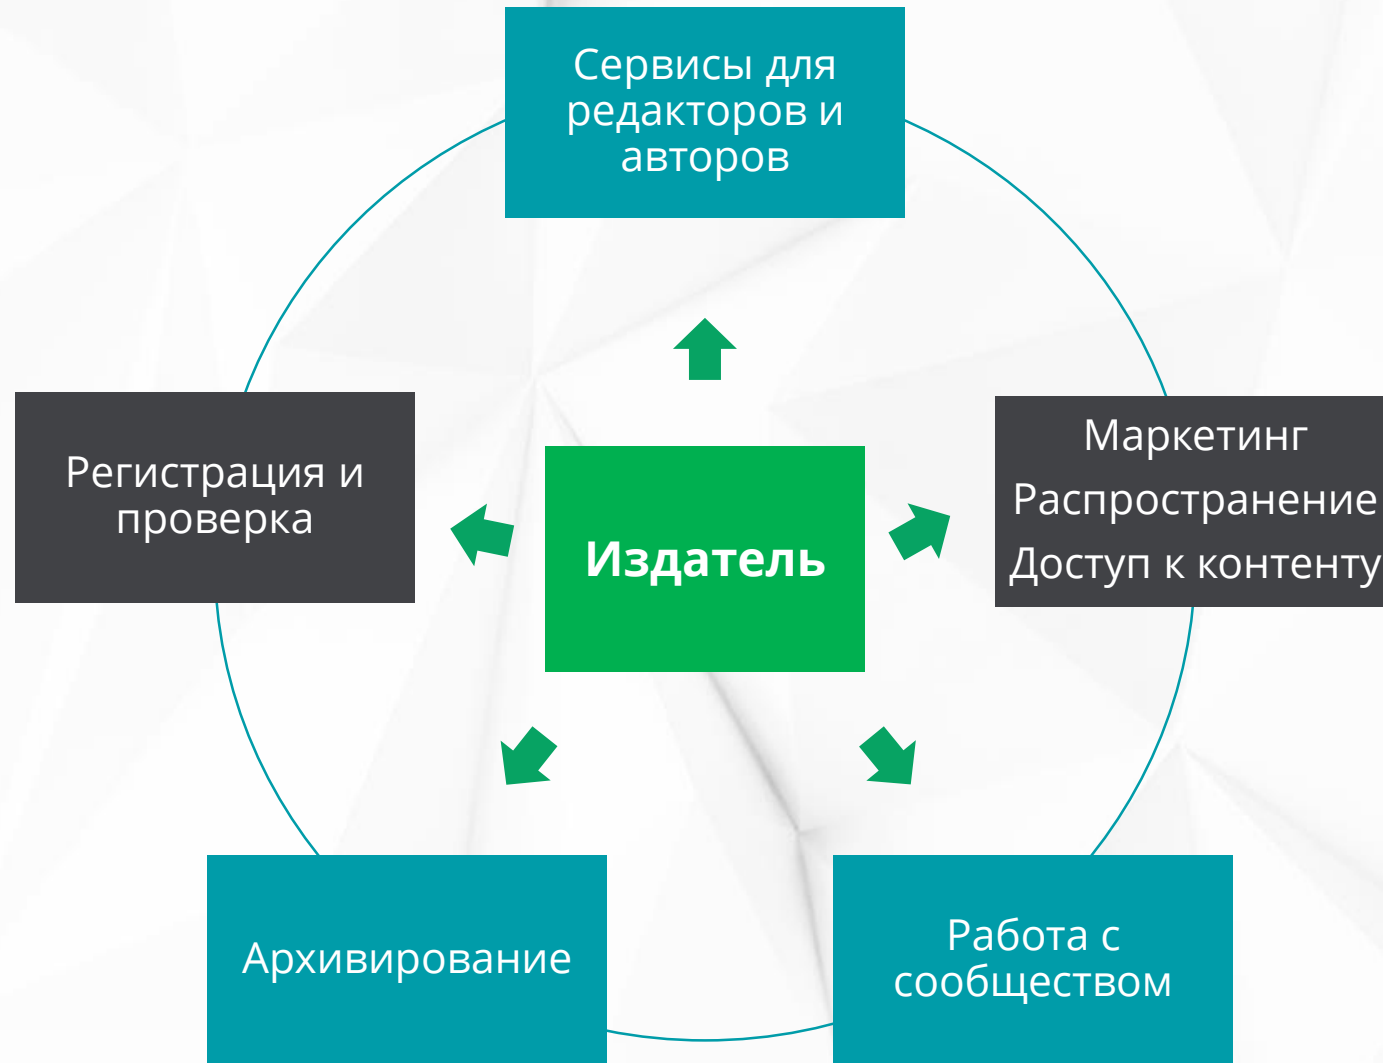 Сервисы для
редакторов и
авторов
Регистрация и
проверка
Издатель
Маркетинг
Распространение
Доступ к контенту
Архивирование
Работа с
сообществом